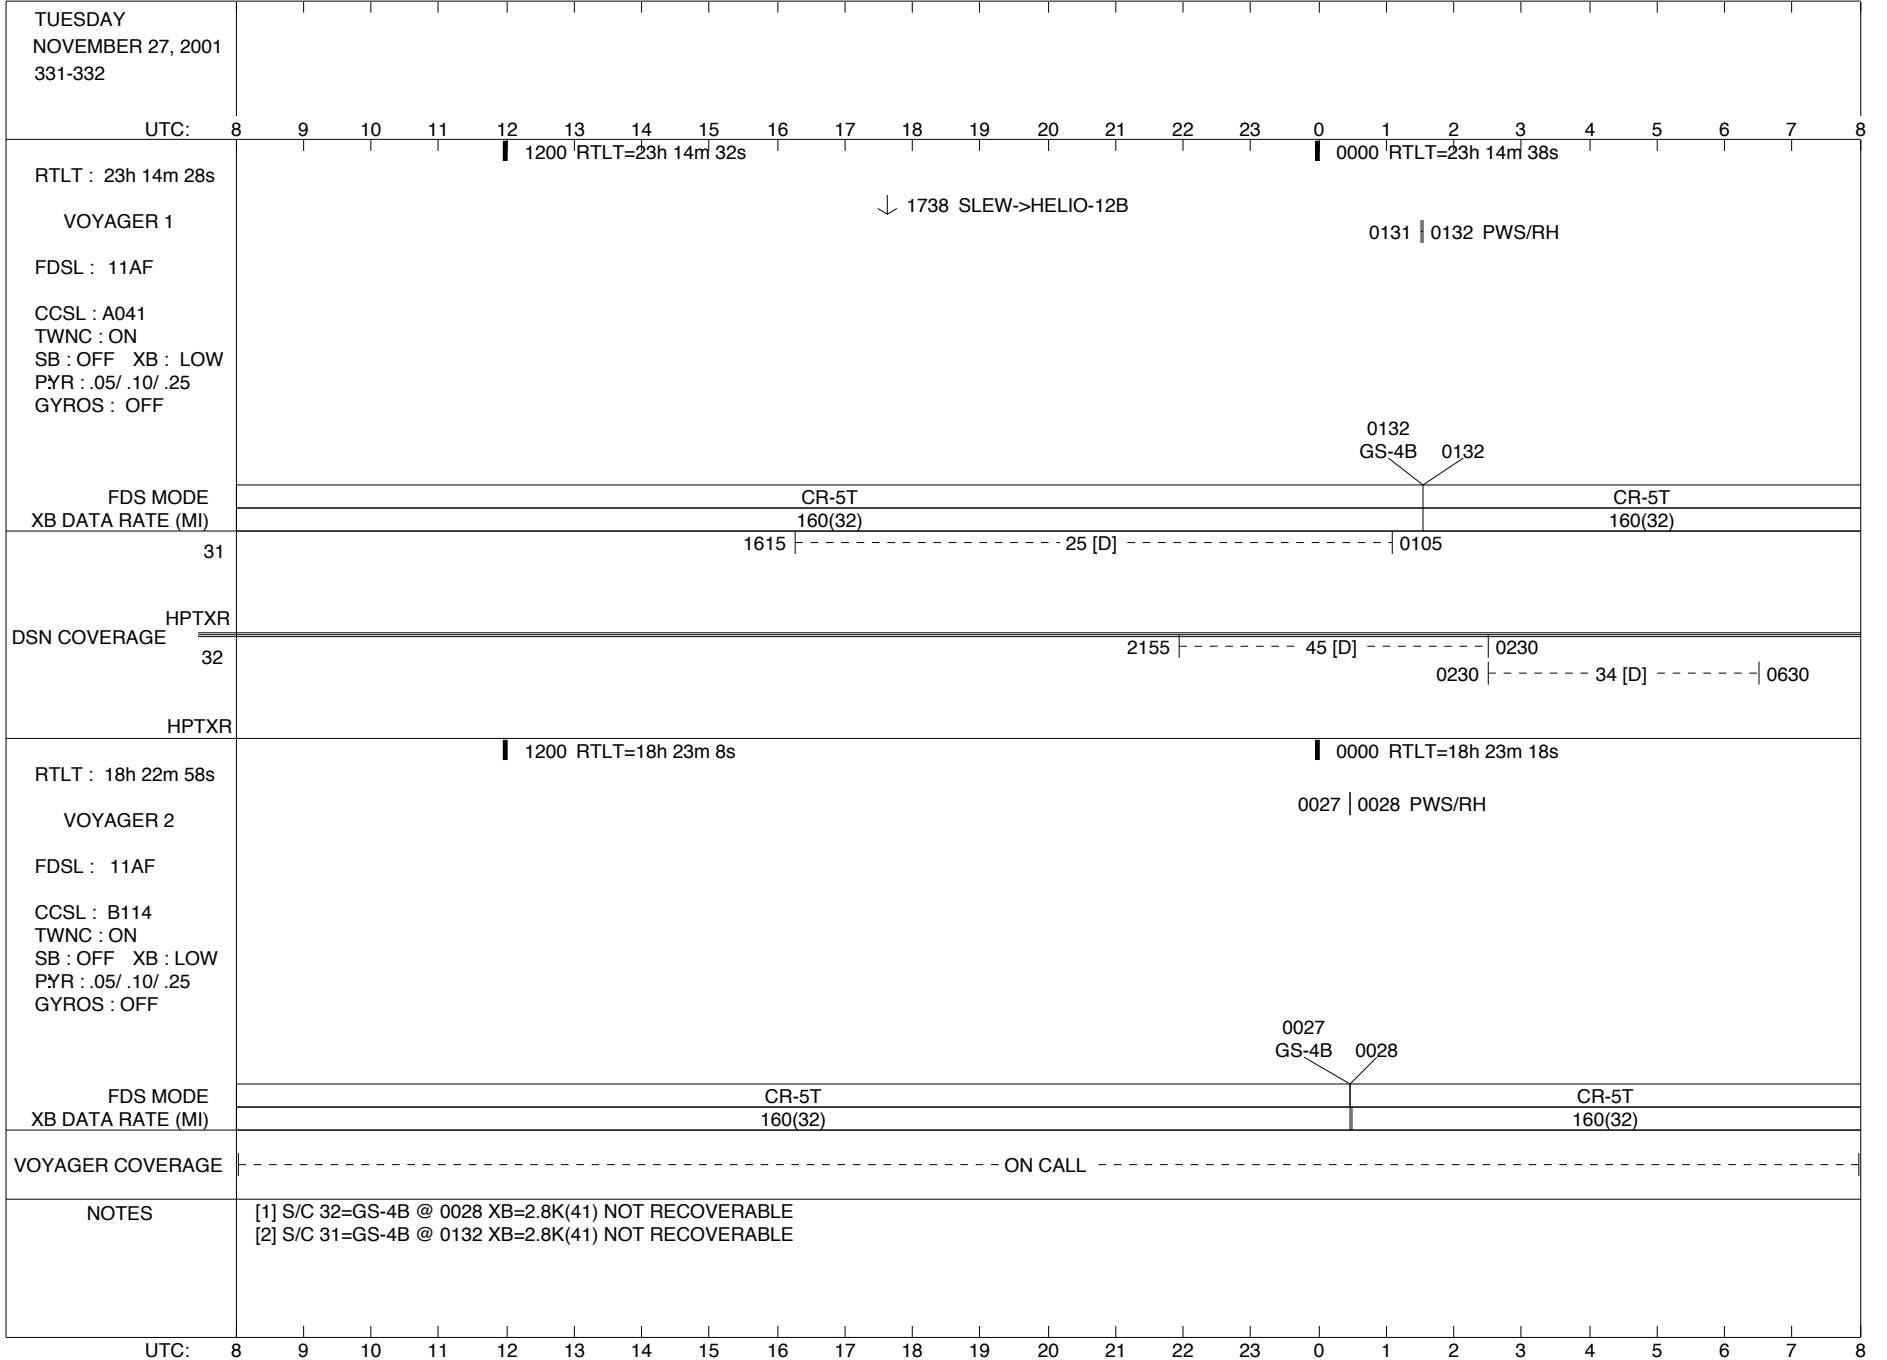 TUESDAY
NOVEMBER 27, 2001
331-332
UTC: 8 9 10 11 12 13 14 15 16 17 18 19 20 21 22 23 0 1 2 3 4 5 6 7 8
1200 RTLT=23h 14m 32s 0000 RTLT=23h 14m 38s
RTLT : 23h 14m 28s
1738 SLEW->HELIO-12B
VOYAGER 1
0131 0132 PWS/RH
FDSL : 11AF
CCSL : A041
TWNC : ON
SB : OFF XB : LOW
P:YR : .05/ .10/ .25
GYROS : OFF
0132
GS-4B 0132
FDS MODE CR-5T CR-5T
XB DATA RATE (MI) 160(32) 160(32)
31 1615 25 [D] 0105
HPTXR
DSN COVERAGE
32 2155 45 [D] 0230
0230 34 [D] 0630
HPTXR
1200 RTLT=18h 23m 8s 0000 RTLT=18h 23m 18s
RTLT : 18h 22m 58s
0027 0028 PWS/RH
VOYAGER 2
FDSL : 11AF
CCSL : B114
TWNC : ON
SB : OFF XB : LOW
P:YR : .05/ .10/ .25
GYROS : OFF
0027
GS-4B 0028
FDS MODE CR-5T CR-5T
XB DATA RATE (MI) 160(32) 160(32)
VOYAGER COVERAGE ON CALL
NOTES [1] S/C 32=GS-4B @ 0028 XB=2.8K(41) NOT RECOVERABLE
[2] S/C 31=GS-4B @ 0132 XB=2.8K(41) NOT RECOVERABLE
UTC: 8 9 10 11 12 13 14 15 16 17 18 19 20 21 22 23 0 1 2 3 4 5 6 7 8